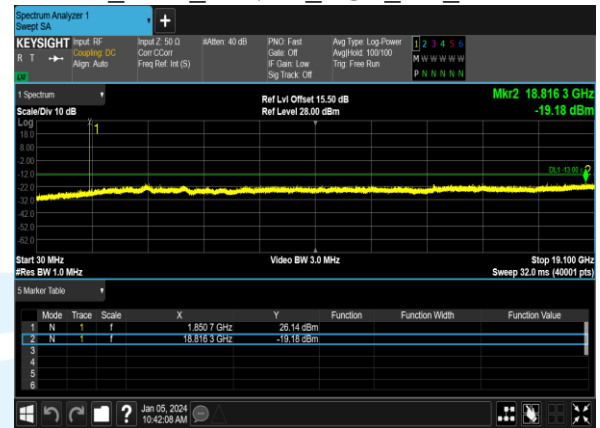 Spectrum Analyzer 1
Swept SA
+
KEYSIGHT Input: RF Input Z: 50 Ω #Atten: 40 dB PNO: Fast Avg Type: Log-Power 1 2 3 4 5 6
R T Coupling: DC Corr CCorr Gate: Off Avg|Hold: 100/100 M W W W W W
Align: Auto Freq Ref: Int (S) IF Gain: Low Trig: Free Run
Sig Track: Off P N N N N N
1 Spectrum Ref Lvl Offset 15.50 dB Mkr2 18.816 3 GHz
Scale/Div 10 dB Ref Level 28.00 dBm -19.18 dBm
Log
1
18.0
8.00
-2.00
DL1 -13.00
-12.0
-22.0
-32.0
-42.0
-52.0
-62.0
Start 30 MHz Video BW 3.0 MHz Stop 19.100 GHz
#Res BW 1.0 MHz Sweep 32.0 ms (40001 pts)
5 Marker Table
Mode Trace Scale X Y Function Function Width Function Value
1 N 1 f 1.850 7 GHz 26.14 dBm
2 N 1 f 18.816 3 GHz -19.18 dBm
3
4
5
6
? Jan 05, 2024
10:42:08 AM